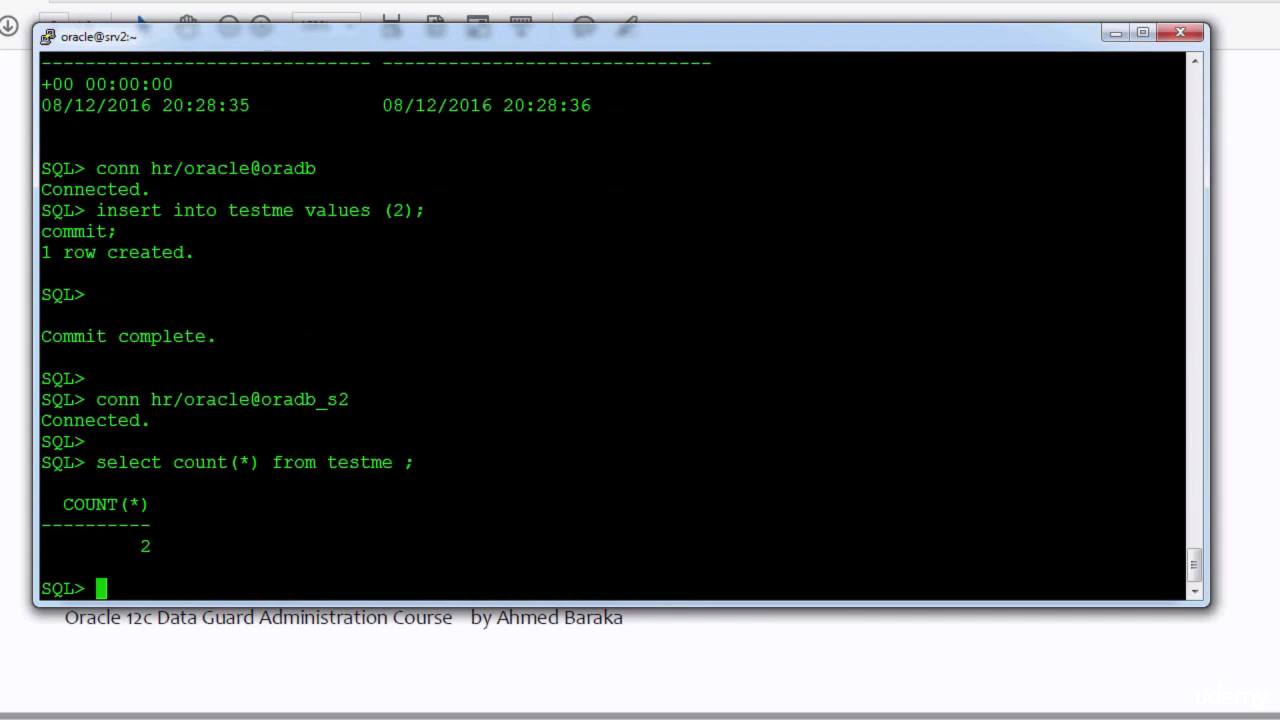 oracle@srv2:~
------------------------------ ------------------------------
+00 00:00:00
08/12/2016 20:28:35 08/12/2016 20:28:36
SQL> conn hr/oracle@oradb
Connected.
SQL> insert into testme values (2);
commit;
1 row created.
SQL>
Commit complete.
SQL>
SQL> conn hr/oracle@oradb_s2
Connected.
SQL>
SQL> select count(*) from testme ;
COUNT(*)
----------
2
SQL>
Oracle 12c Data Guard Administration Course by Ahmed Baraka
udemy